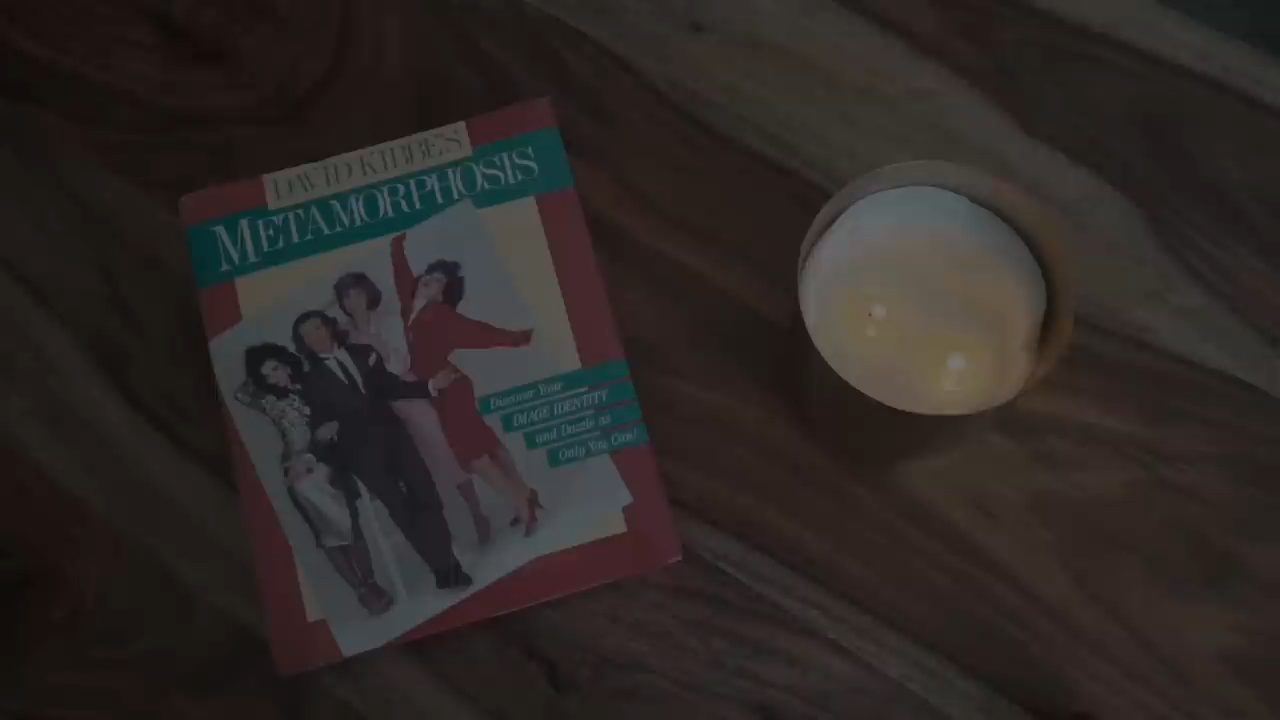 DAVID KIBBE'S
METAMORPHOSIS
Discover Your
IMAGE IDENTITY
and Dazzle as
Only You Can!